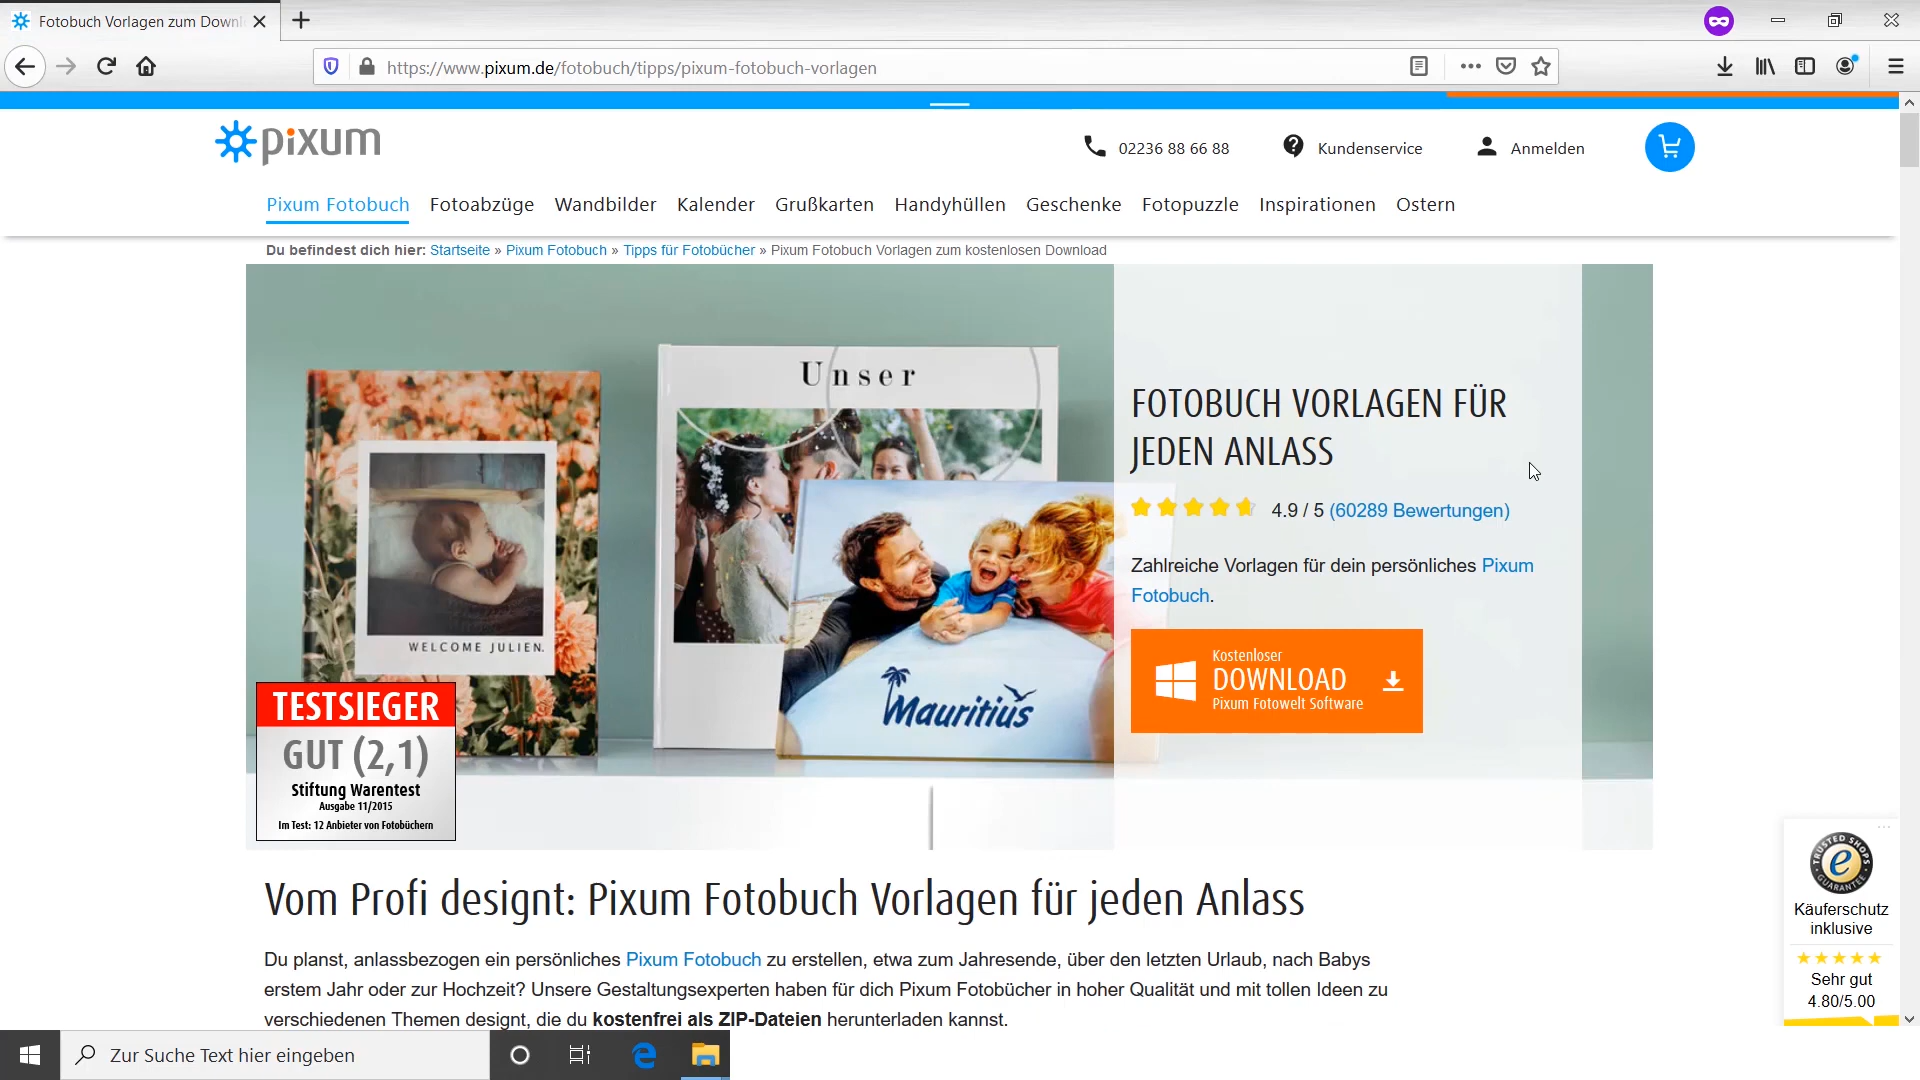 Fotobuch Vorlagen zum Downl
https://www.pixum.de/fotobuch/tipps/pixum-fotobuch-vorlagen
pixum
02236 88 66 88
Kundenservice
Anmelden
Pixum Fotobuch Fotoabzüge Wandbilder Kalender Grußkarten Handyhüllen Geschenke Fotopuzzle Inspirationen Ostern
Du befindest dich hier: Startseite » Pixum Fotobuch » Tipps für Fotobücher » Pixum Fotobuch Vorlagen zum kostenlosen Download
Unser
WELCOME JULIEN.
Mauritius
TESTSIEGER
GUT (2,1)
Stiftung Warentest
Ausgabe 11/2015
Im Test: 12 Anbieter von Fotobüchern
FOTOBUCH VORLAGEN FÜR
JEDEN ANLASS
4.9 / 5 (60289 Bewertungen)
Zahlreiche Vorlagen für dein persönliches Pixum
Fotobuch.
Kostenloser
DOWNLOAD
Pixum Fotowelt Software
Vom Profi designt: Pixum Fotobuch Vorlagen für jeden Anlass
Du planst, anlassbezogen ein persönliches Pixum Fotobuch zu erstellen, etwa zum Jahresende, über den letzten Urlaub, nach Babys
erstem Jahr oder zur Hochzeit? Unsere Gestaltungsexperten haben für dich Pixum Fotobücher in hoher Qualität und mit tollen Ideen zu
verschiedenen Themen designt, die du kostenfrei als ZIP-Dateien herunterladen kannst.
TRUSTED SHOPS
e
GUARANTEE
Käuferschutz
inklusive
Sehr gut
4.80/5.00
Zur Suche Text hier eingeben